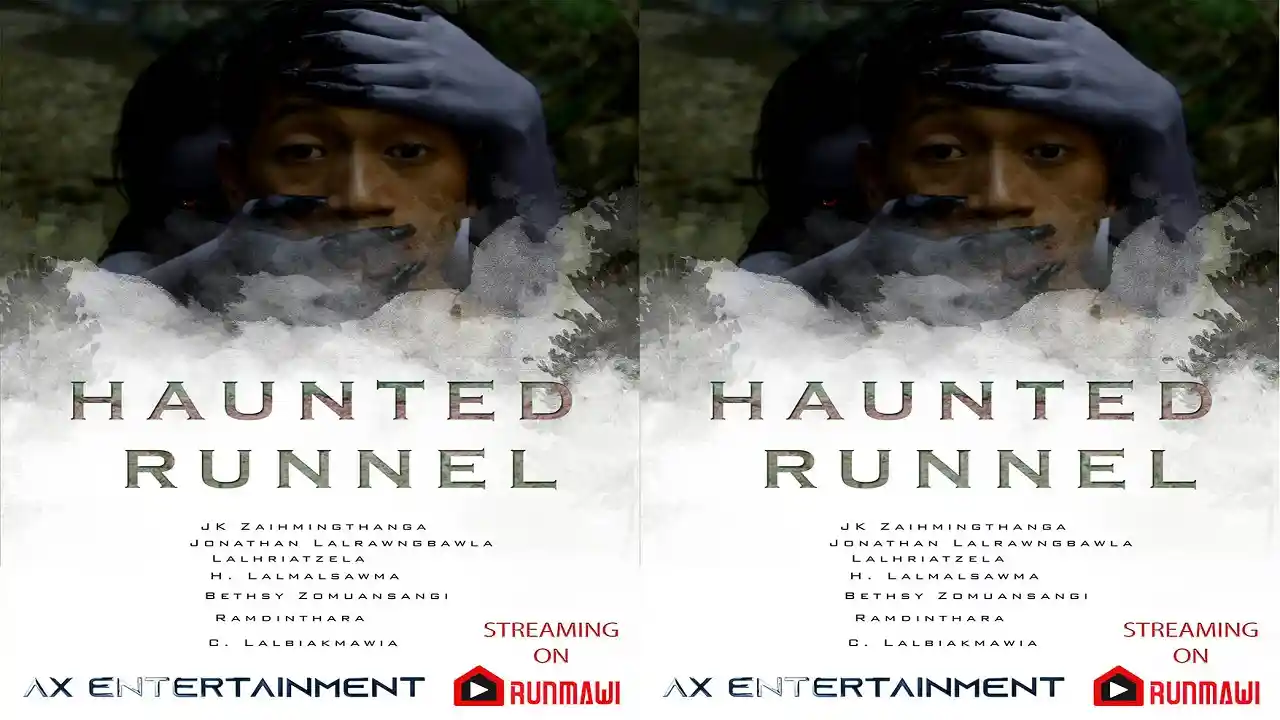 HAUNTED
RUNNEL
JK ZAIHMINGTHANGA
JONATHAN LALRAWNGBAWLA
LALHRIATZELA
H. LALMALSAWMA
BETHSY ZOMUANSANGI
RAMDINTHARA
C. LALBIAKMAWIA
STREAMING
ON
AX ENTERTAINMENT
RUNMAWI
HAUNTED
RUNNEL
JK ZAIHMINGTHANGA
JONATHAN LALRAWNGBAWLA
LALHRIATZELA
H. LALMALSAWMA
BETHSY ZOMUANSANGI
RAMDINTHARA
C. LALBIAKMAWIA
STREAMING
ON
AX ENTERTAINMENT
RUNMAWI